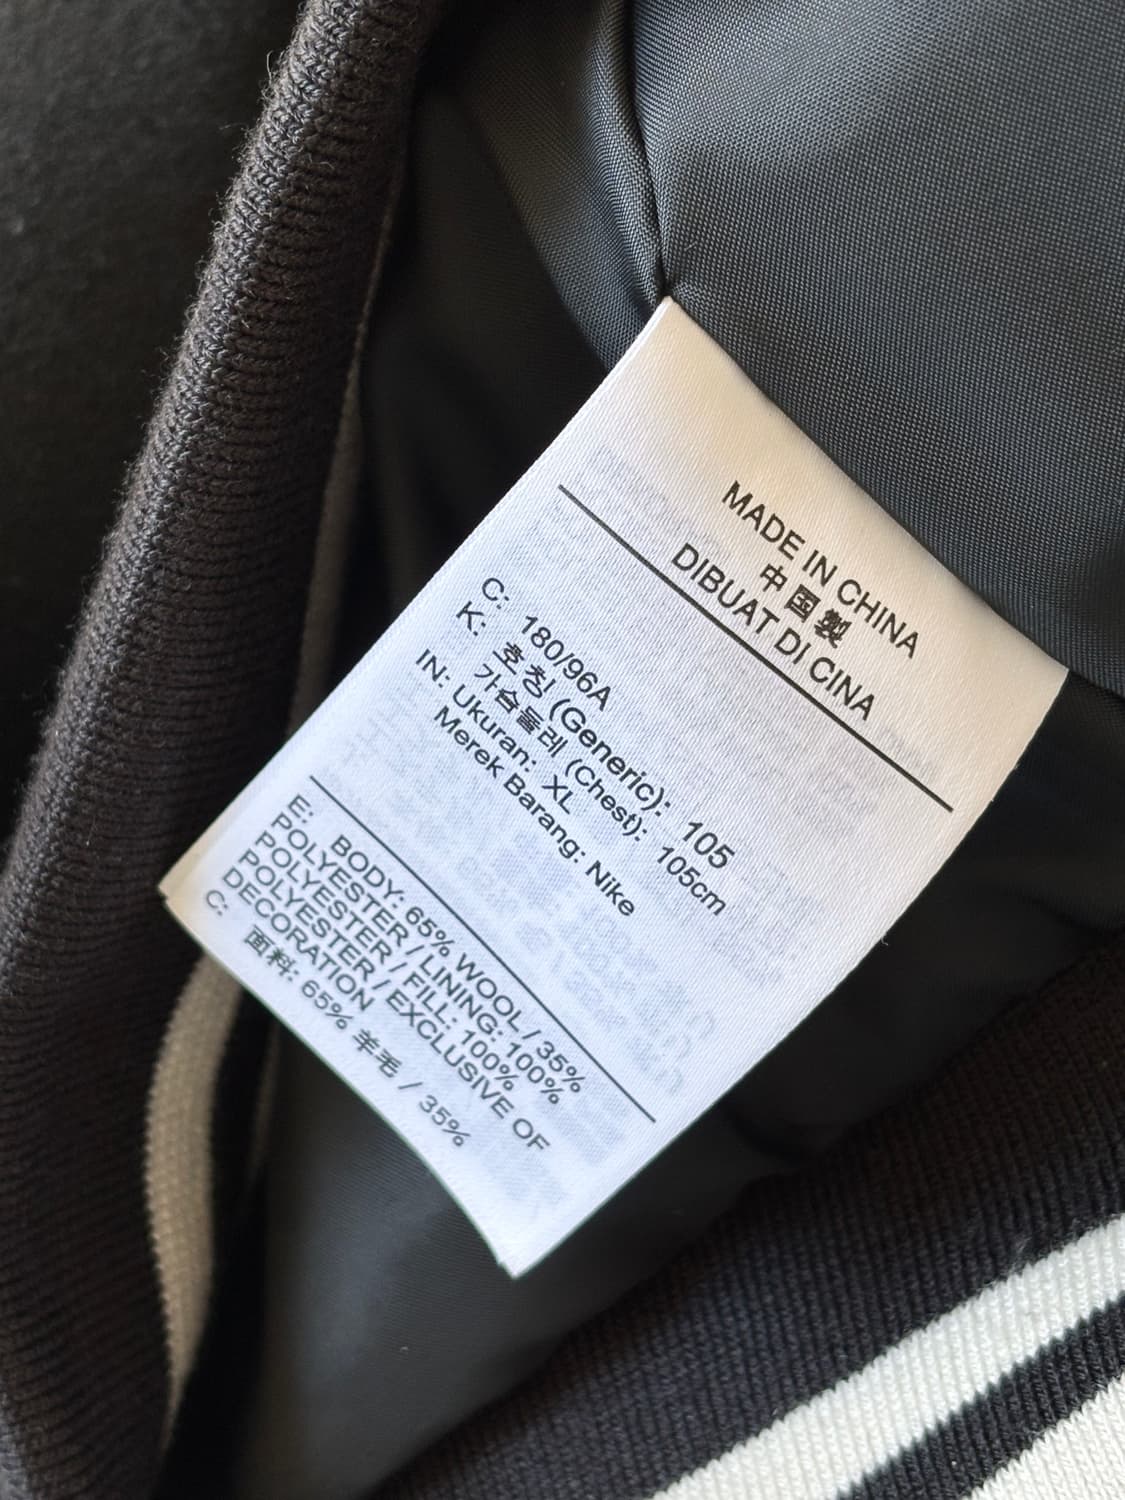 MADE IN CHINA
中国製
DIBUAT DI CINA
C: 180/96A
K: 호칭 (Generic): 105
가슴둘레 (Chest): 105cm
IN: Ukuran: XL
Merek Barang: Nike
E: BODY: 65% WOOL / 35%
POLYESTER / LINING: 100%
POLYESTER / FILL: 100%
POLYESTER / EXCLUSIVE OF
DECORATION
C: 面料: 65% 羊毛 / 35%